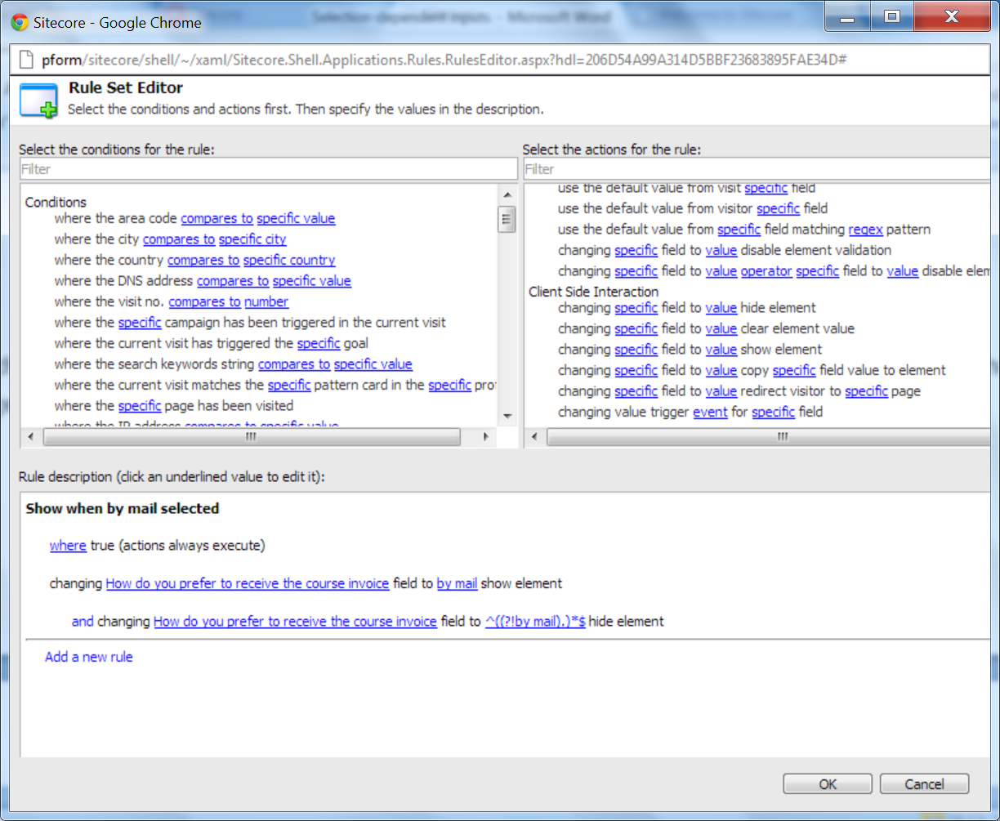 Selection-dependent inputs - Microsoft Word
Sitecore - Google Chrome
pform/sitecore/shell/~/xaml/Sitecore.Shell.Applications.Rules.RulesEditor.aspx?hdl=206D54A99A314D5BBF23683895FAE34D#
Rule Set Editor
Select the conditions and actions first. Then specify the values in the description.
Select the conditions for the rule:
Filter
Conditions
where the area code compares to specific value
where the city compares to specific city
where the country compares to specific country
where the DNS address compares to specific value
where the visit no. compares to number
where the specific campaign has been triggered in the current visit
where the current visit has triggered the specific goal
where the search keywords string compares to specific value
where the current visit matches the specific pattern card in the specific pro
where the specific page has been visited
where the IP address compares to specific value
Select the actions for the rule:
Filter
use the default value from visit specific field
use the default value from visitor specific field
use the default value from specific field matching regex pattern
changing specific field to value disable element validation
changing specific field to value operator specific field to value disable elem
Client Side Interaction
changing specific field to value hide element
changing specific field to value clear element value
changing specific field to value show element
changing specific field to value copy specific field value to element
changing specific field to value redirect visitor to specific page
changing value trigger event for specific field
Rule description (click an underlined value to edit it):
Show when by mail selected
where true (actions always execute)
changing How do you prefer to receive the course invoice field to by mail show element
and changing How do you prefer to receive the course invoice field to ^((?!by mail).)*$ hide element
Add a new rule
OK
Cancel